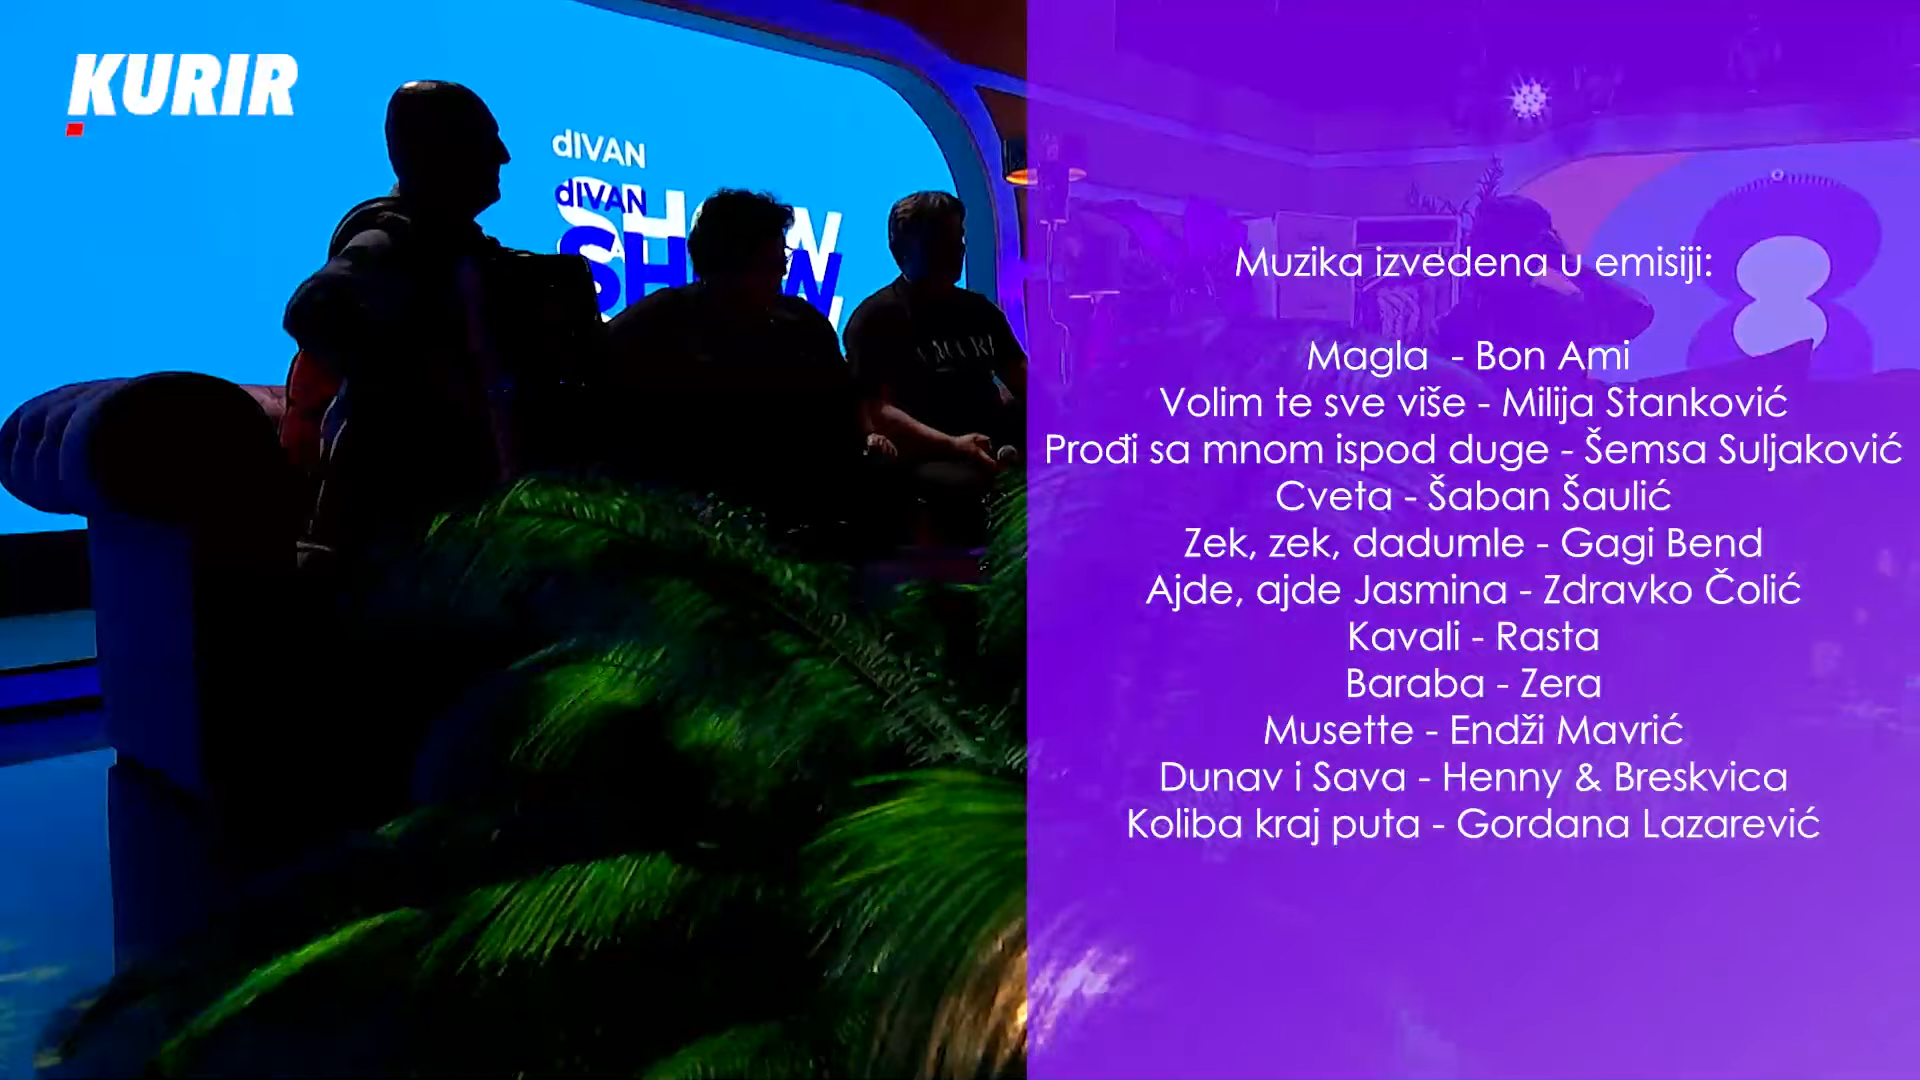 KURIR
dIVAN
dIVAN
SHOW
SHOW
Muzika izvedena u emisiji:
Magla - Bon Ami
Volim te sve više - Milija Stanković
Prođi sa mnom ispod duge - Šemsa Suljaković
Cveta - Šaban Šaulić
Zek, zek, dadumle - Gagi Bend
Ajde, ajde Jasmina - Zdravko Čolić
Kavali - Rasta
Baraba - Zera
Musette - Endži Mavrić
Dunav i Sava - Henny & Breskvica
Koliba kraj puta - Gordana Lazarević